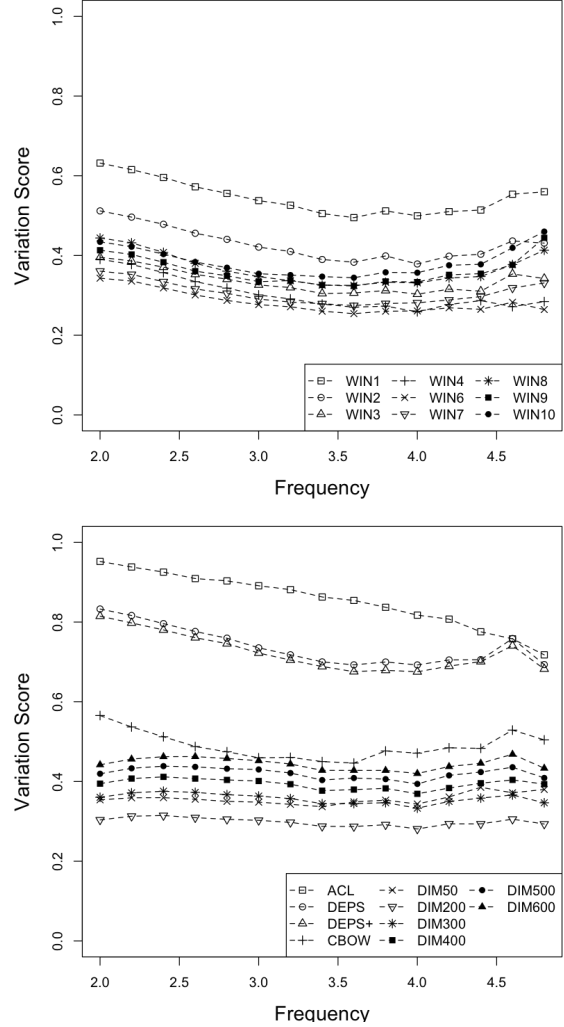 1.0
0.8
0.6
0.4
0.2
0.0
Variation Score
WIN1 WIN4 WIN8
WIN2 WIN6 WIN9
WIN3 WIN7 WIN10
2.0 2.5 3.0 3.5 4.0 4.5
Frequency
1.0
0.8
0.6
0.4
0.2
0.0
Variation Score
ACL DIM50 DIM500
DEPS DIM200 DIM600
DEPS+ DIM300
CBOW DIM400
2.0 2.5 3.0 3.5 4.0 4.5
Frequency